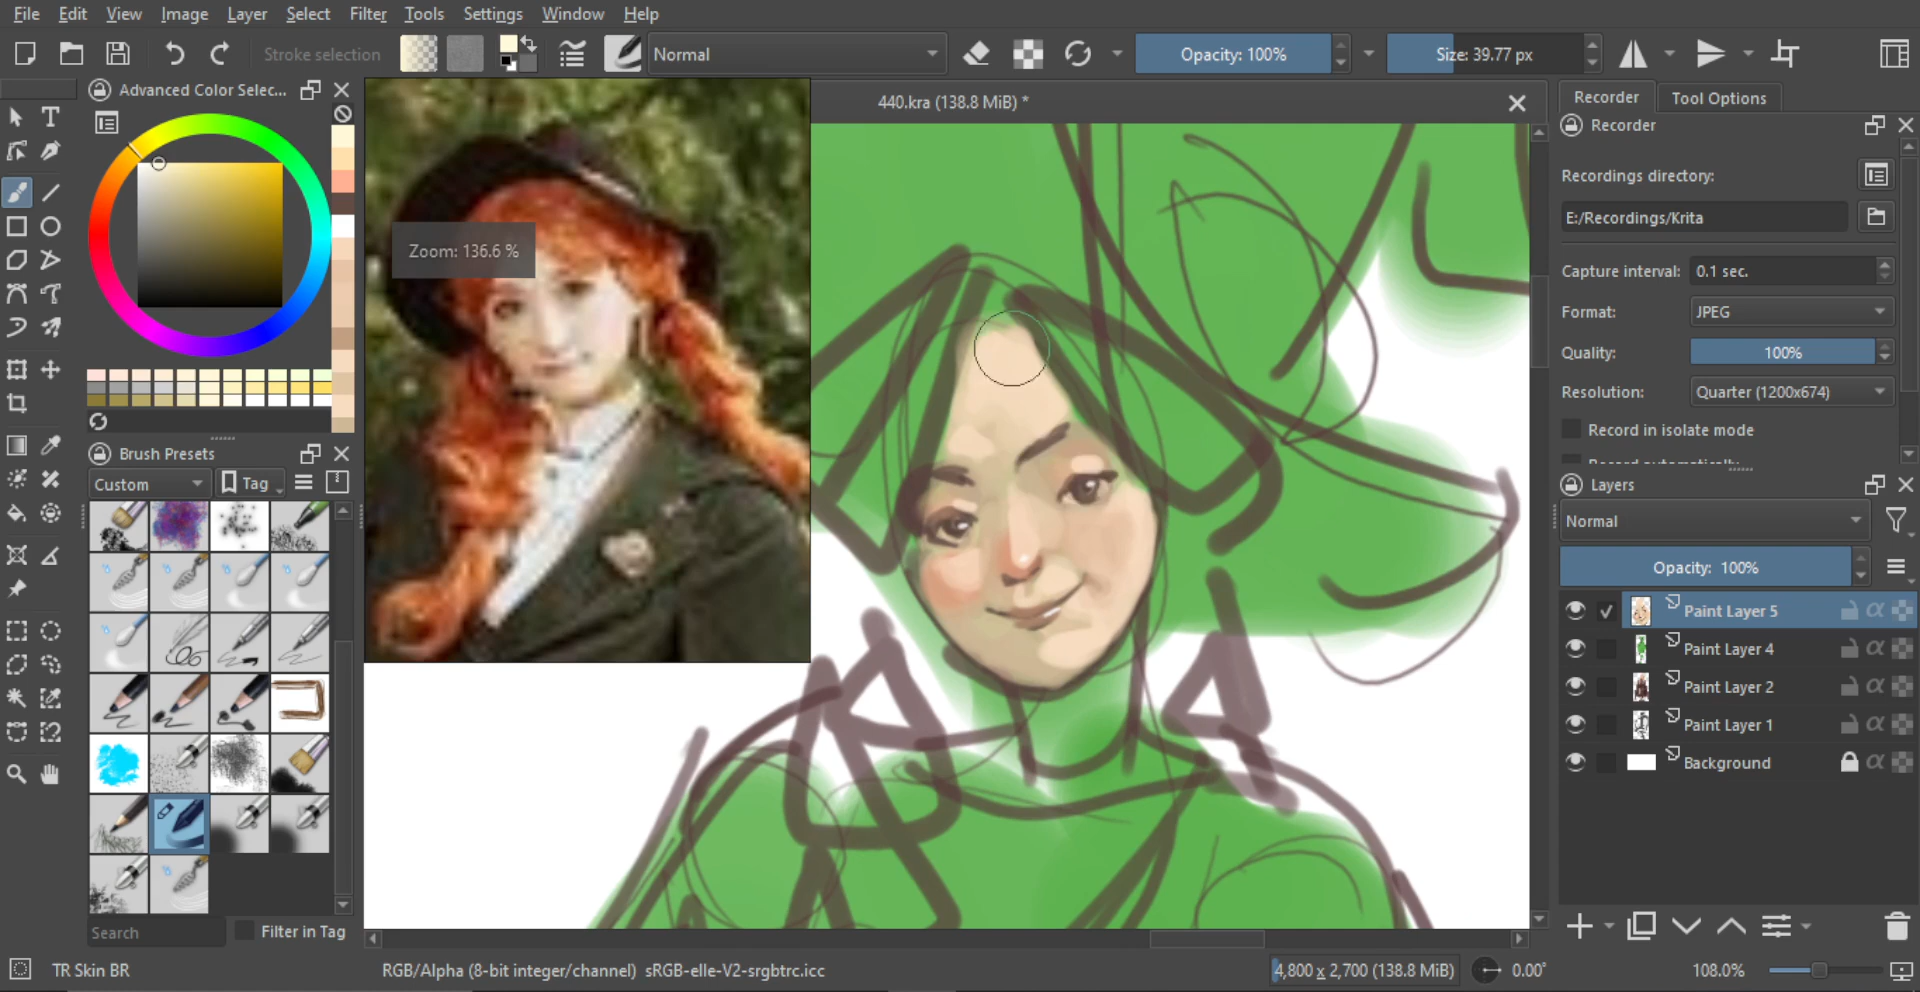 File Edit View Image Layer Select Filter Tools Settings Window Help
Stroke selection Normal Opacity: 100% Size: 39.77 px
Advanced Color Selec...
Zoom: 136.6 %
Brush Presets
Custom Tag
Search Filter in Tag
440.kra (138.8 MiB) *
Recorder Tool Options
Recorder
Recordings directory:
E:/Recordings/Krita
Capture interval: 0.1 sec.
Format: JPEG
Quality: 100%
Resolution: Quarter (1200x674)
Record in isolate mode
Record automatically
Layers
Normal
Opacity: 100%
Paint Layer 5
Paint Layer 4
Paint Layer 2
Paint Layer 1
Background
TR Skin BR RGB/Alpha (8-bit integer/channel) sRGB-elle-V2-srgbtrc.icc 4,800 x 2,700 (138.8 MiB) 0.00° 108.0%